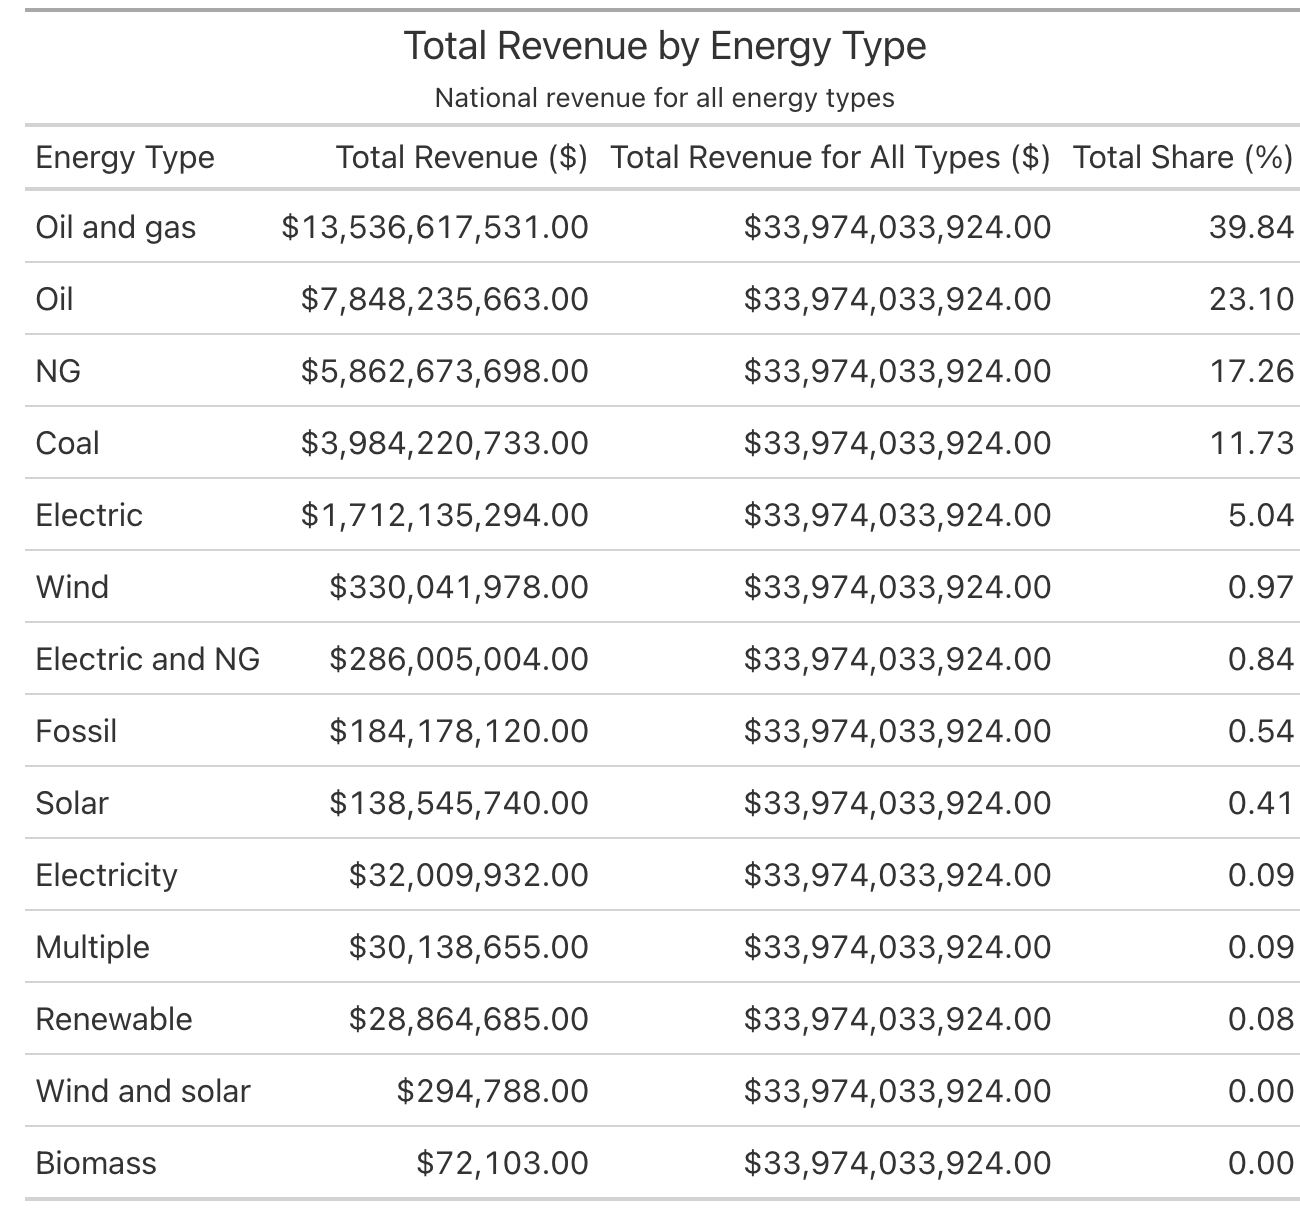 Total Revenue by Energy Type
National revenue for all energy types
Energy Type Total Revenue ($) Total Revenue for All Types ($) Total Share (%)
Oil and gas $13,536,617,531.00 $33,974,033,924.00 39.84
Oil $7,848,235,663.00 $33,974,033,924.00 23.10
NG $5,862,673,698.00 $33,974,033,924.00 17.26
Coal $3,984,220,733.00 $33,974,033,924.00 11.73
Electric $1,712,135,294.00 $33,974,033,924.00 5.04
Wind $330,041,978.00 $33,974,033,924.00 0.97
Electric and NG $286,005,004.00 $33,974,033,924.00 0.84
Fossil $184,178,120.00 $33,974,033,924.00 0.54
Solar $138,545,740.00 $33,974,033,924.00 0.41
Electricity $32,009,932.00 $33,974,033,924.00 0.09
Multiple $30,138,655.00 $33,974,033,924.00 0.09
Renewable $28,864,685.00 $33,974,033,924.00 0.08
Wind and solar $294,788.00 $33,974,033,924.00 0.00
Biomass $72,103.00 $33,974,033,924.00 0.00